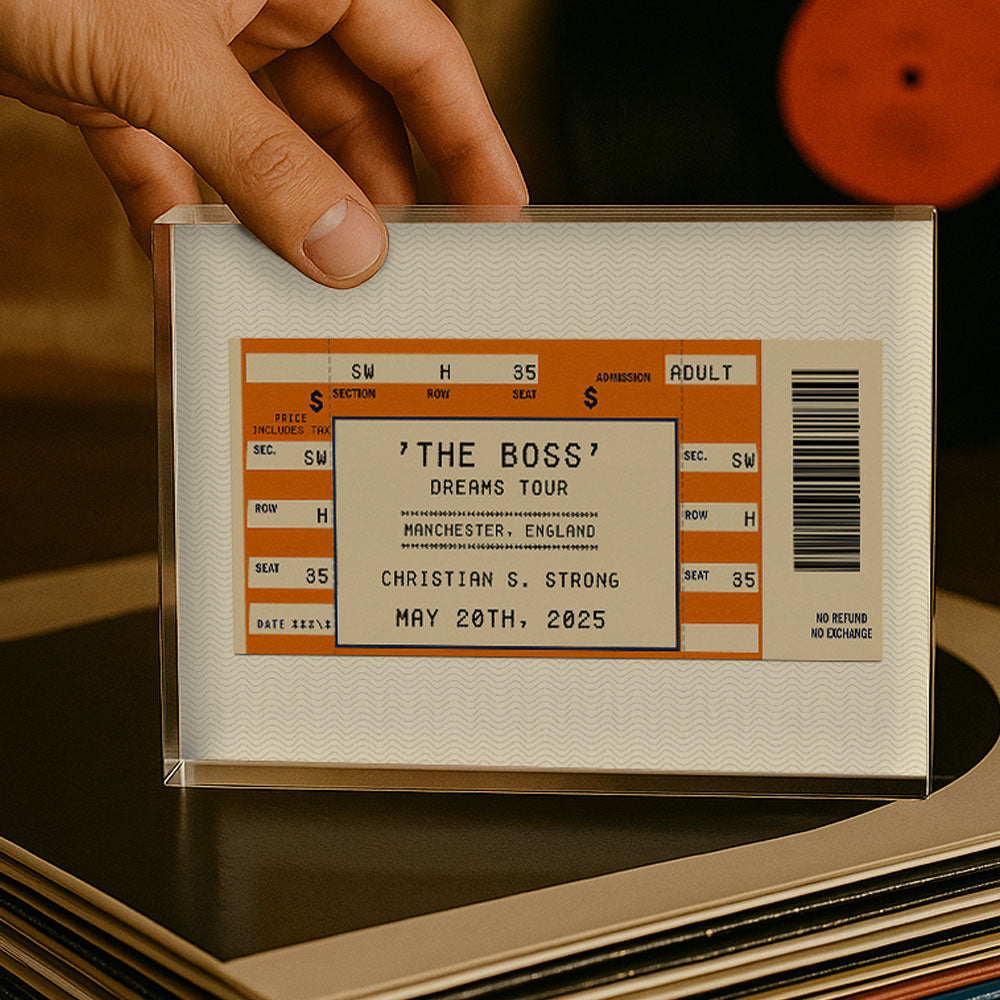 SW H 35 ADULT
SECTION ROW SEAT ADMISSION
$ $
PRICE
INCLUDES TAX
SEC. SW
ROW H
SEAT 35
DATE ***\*
'THE BOSS'
DREAMS TOUR
MANCHESTER, ENGLAND
CHRISTIAN S. STRONG
MAY 20TH, 2025
SEC. SW
ROW H
SEAT 35
NO REFUND
NO EXCHANGE